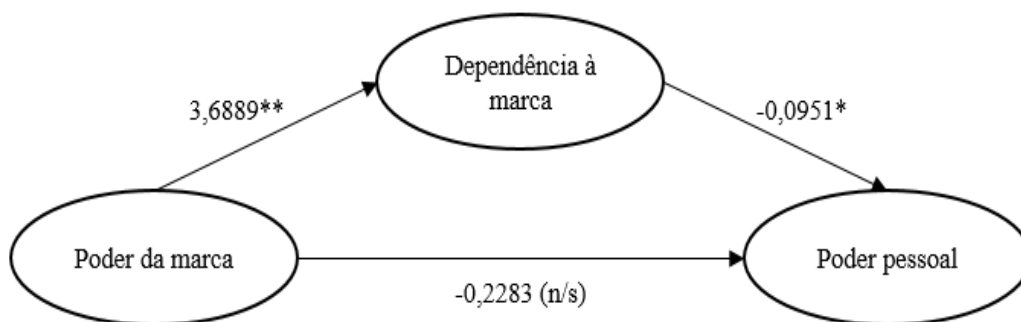 Dependência à
marca
3,6889**
-0,0951*
Poder da marca
Poder pessoal
-0,2283 (n/s)